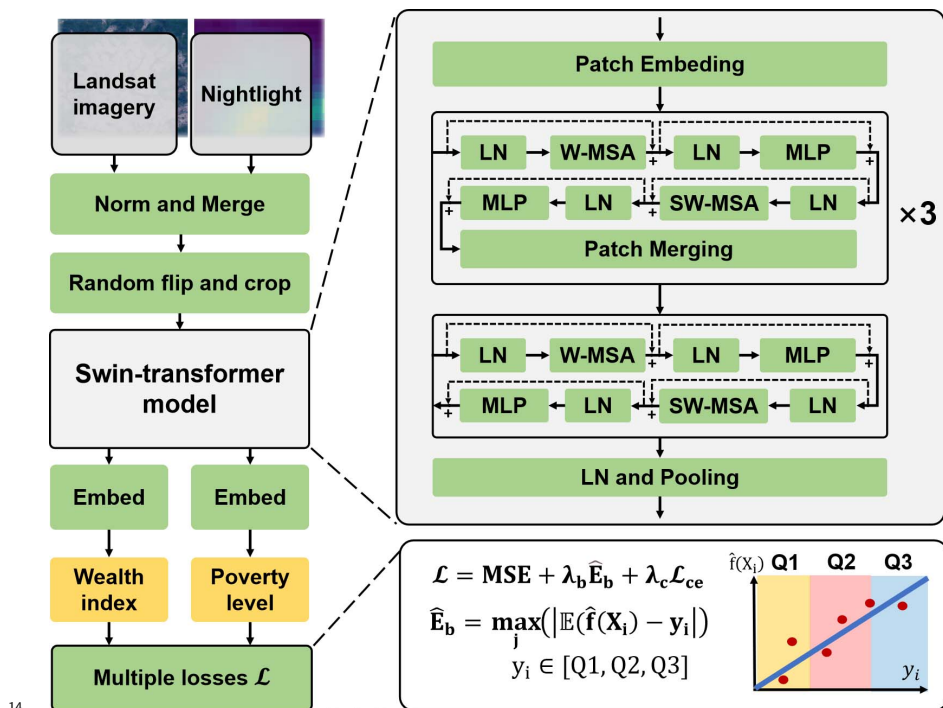 Landsat
imagery
Nightlight
Norm and Merge
Random flip and crop
Swin-transformer
model
Embed
Embed
Wealth
index
Poverty
level
Multiple losses ℒ
Patch Embeding
LN
W-MSA
+
LN
MLP
+
+
MLP
LN
+
SW-MSA
LN
Patch Merging
×3
LN
W-MSA
+
LN
MLP
+
+
MLP
LN
+
SW-MSA
LN
LN and Pooling
ℒ = MSE + λ_b Ê_b + λ_c ℒ_ce
Ê_b = max_j(|𝔼(f̂(X_i) − y_i|)
y_i ∈ [Q1, Q2, Q3]
f̂(X_i)
Q1
Q2
Q3
y_i
14